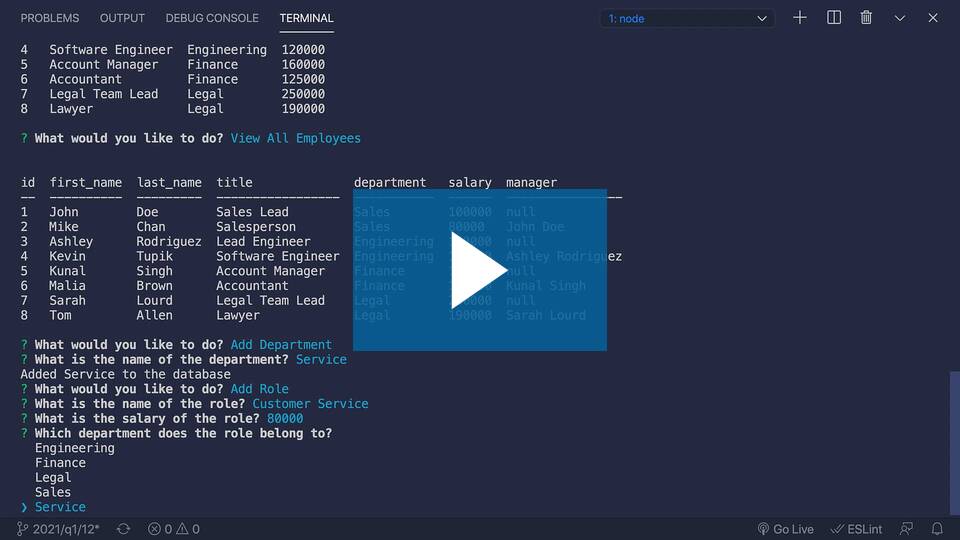 PROBLEMS OUTPUT DEBUG CONSOLE TERMINAL 1: node
4 Software Engineer Engineering 120000
5 Account Manager Finance 160000
6 Accountant Finance 125000
7 Legal Team Lead Legal 250000
8 Lawyer Legal 190000
? What would you like to do? View All Employees
id first_name last_name title department salary manager
1 John Doe Sales Lead Sales 100000 null
2 Mike Chan Salesperson Sales 80000 John Doe
3 Ashley Rodriguez Lead Engineer Engineering null
4 Kevin Tupik Software Engineer Engineering Ashley Rodriguez
5 Kunal Singh Account Manager Finance null
6 Malia Brown Accountant Finance Kunal Singh
7 Sarah Lourd Legal Team Lead Legal null
8 Tom Allen Lawyer Legal 190000 Sarah Lourd
? What would you like to do? Add Department
? What is the name of the department? Service
Added Service to the database
? What would you like to do? Add Role
? What is the name of the role? Customer Service
? What is the salary of the role? 80000
? Which department does the role belong to?
Engineering
Finance
Legal
Sales
❯ Service
2021/q1/12* 0 0 Go Live ESLint